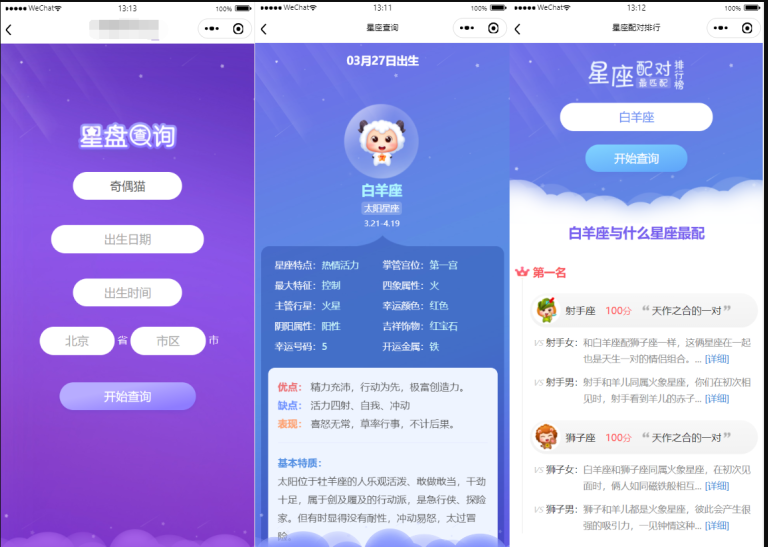 WeChat
13:13
100%
星盘查询
奇偶猫
出生日期
出生时间
北京
省
市区
市
开始查询
WeChat
13:11
100%
星座查询
03月27日出生
白羊座
太阳星座
3.21-4.19
星座特点：热情活力
掌管宫位：第一宫
最大特征：控制
四象属性：火
主管行星：火星
幸运颜色：红色
阴阳属性：阳性
吉祥饰物：红宝石
幸运号码：5
开运金属：铁
优点： 精力充沛，行动为先，极富创造力。
缺点： 活力四射、自我、冲动
表现： 喜怒无常，草率行事，不计后果。
基本特质：
太阳位于牡羊座的人乐观活泼、敢做敢当，干劲
十足，属于创及履及的行动派，是急行侠、探险
家。但有时显得没有耐性，冲动易怒，太过冒
险。
WeChat
13:12
100%
星座配对排行
星座配对排行榜
最匹配
白羊座
开始查询
白羊座与什么星座最配
第一名
射手座 100分 “天作之合的一对”
VS 射手女：和白羊座配狮子座一样，这俩星座在一起
也是天生一对的情侣组合。... [详细]
VS 射手男：射手和羊儿同属火象星座，你们在初次相
见时，射手看到羊儿的赤子... [详细]
狮子座 100分 “天作之合的一对”
VS 狮子女：白羊座和狮子座同属火象星座，在初次见
面时，俩人如同磁铁般相互... [详细]
VS 狮子男：狮子和羊儿都是火象星座，彼此会产生很
强的吸引力，一见钟情这种... [详细]